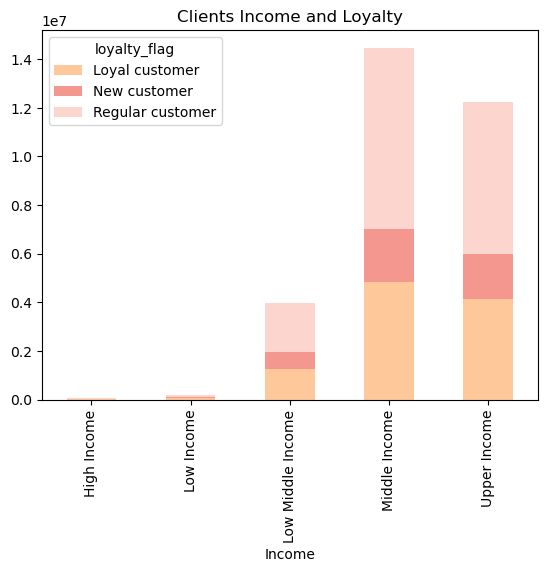 Clients Income and Loyalty
1e7
loyalty_flag
Loyal customer
New customer
Regular customer
1.4
1.2
1.0
0.8
0.6
0.4
0.2
0.0
High Income
Low Income
Low Middle Income
Middle Income
Upper Income
Income